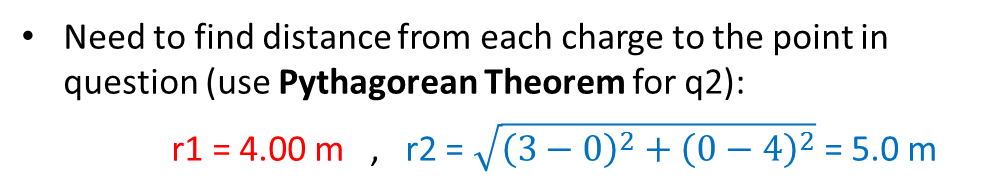 • Need to find distance from each charge to the point in
question (use Pythagorean Theorem for q2):
r1 = 4.00 m , r2 = √(3 − 0)² + (0 − 4)² = 5.0 m